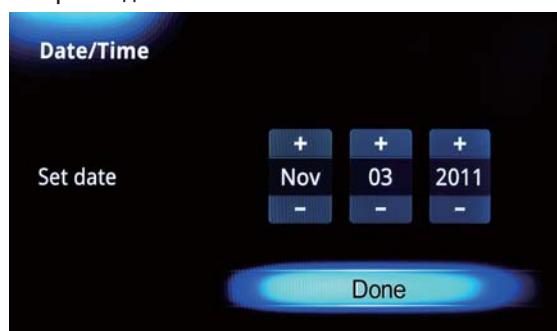 Date/Time
+ + +
Set date Nov 03 2011
- - -
Done